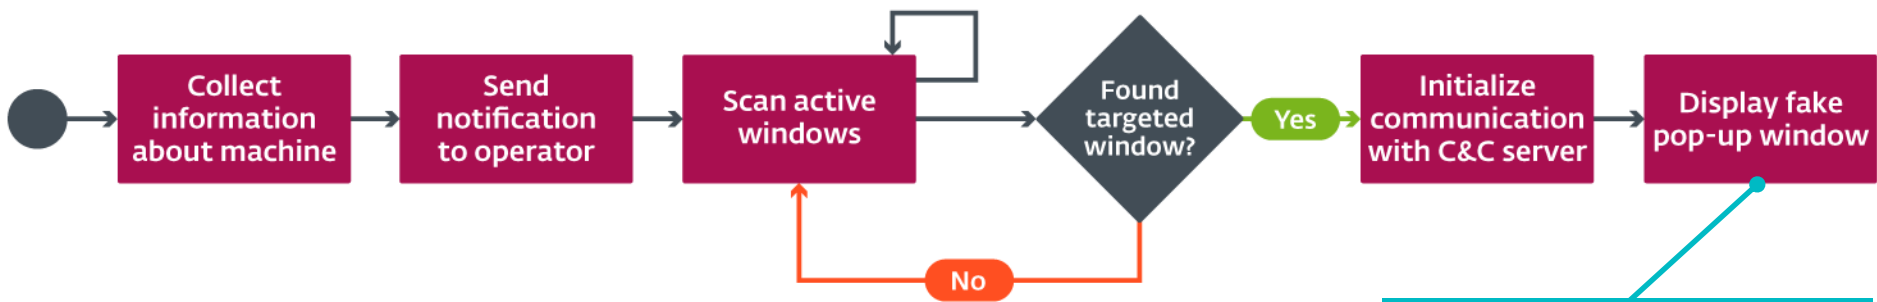 Collect
information
about machine
Send
notification
to operator
Scan active
windows
Found
targeted
window?
Yes
No
Initialize
communication
with C&C server
Display fake
pop-up window